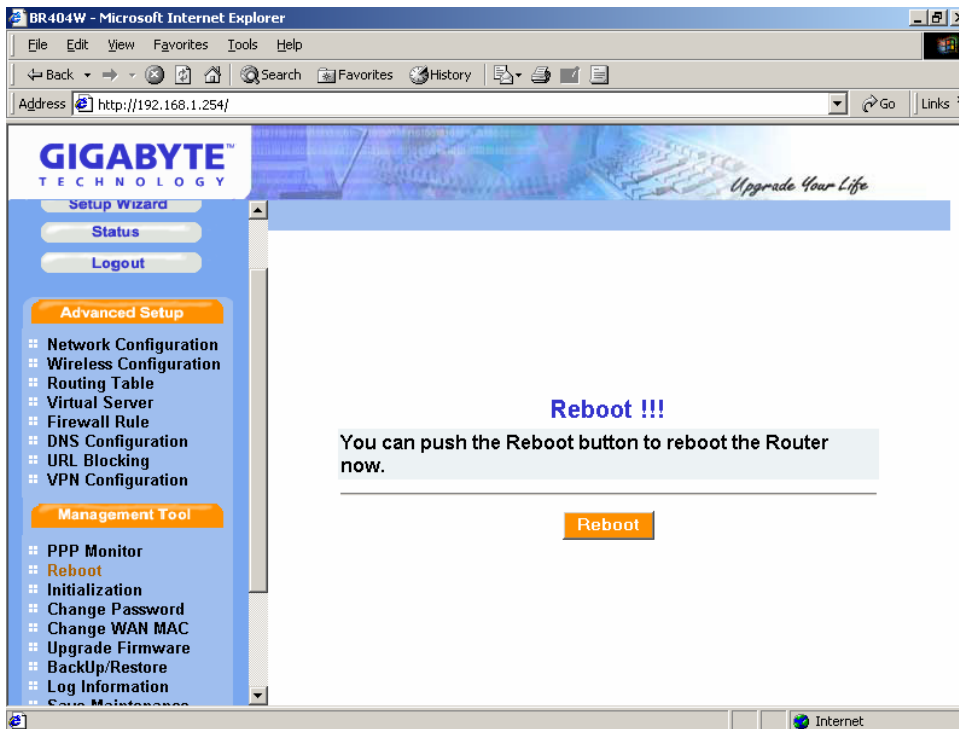 BR404W - Microsoft Internet Explorer
File Edit View Favorites Tools Help
Back Search Favorites History
Address http://192.168.1.254/ Go Links
GIGABYTE™
TECHNOLOGY
Upgrade Your Life
Setup Wizard
Status
Logout
Advanced Setup
Network Configuration
Wireless Configuration
Routing Table
Virtual Server
Firewall Rule
DNS Configuration
URL Blocking
VPN Configuration
Management Tool
PPP Monitor
Reboot
Initialization
Change Password
Change WAN MAC
Upgrade Firmware
BackUp/Restore
Log Information
Save Maintenance
Reboot !!!
You can push the Reboot button to reboot the Router
now.
Reboot
Internet